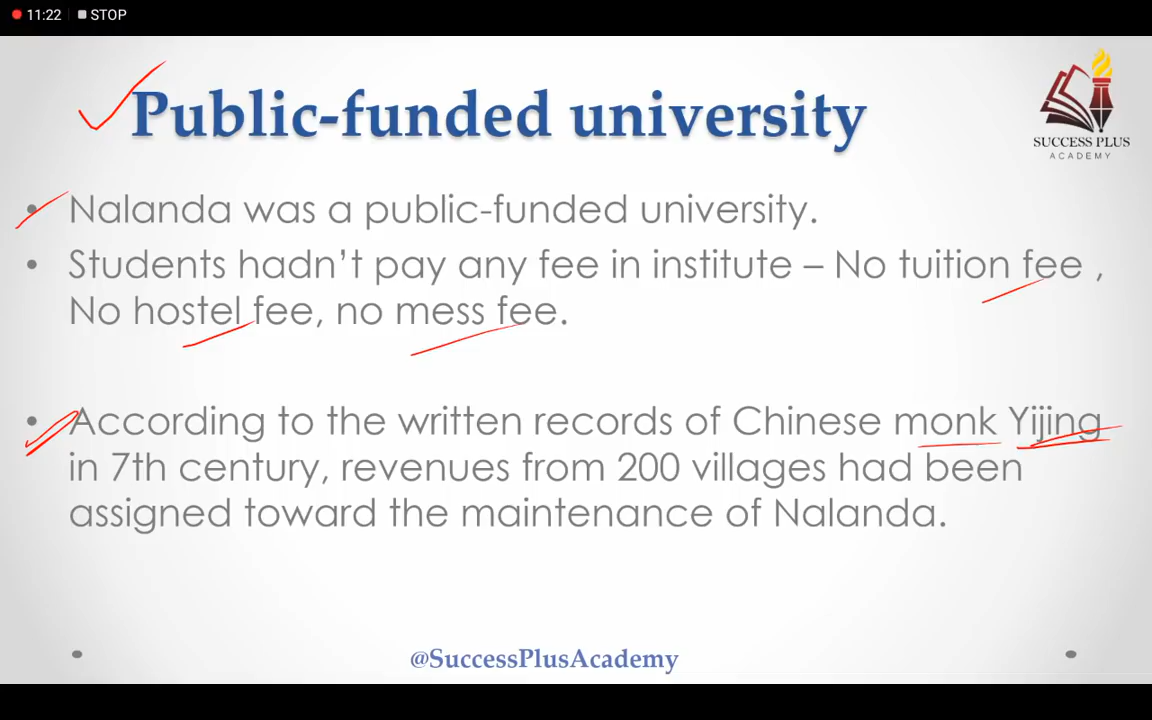 11:22 STOP
Public-funded university
SUCCESS PLUS
ACADEMY
• Nalanda was a public-funded university.
• Students hadn't pay any fee in institute – No tuition fee ,
No hostel fee, no mess fee.
• According to the written records of Chinese monk Yijing
in 7th century, revenues from 200 villages had been
assigned toward the maintenance of Nalanda.
@SuccessPlusAcademy